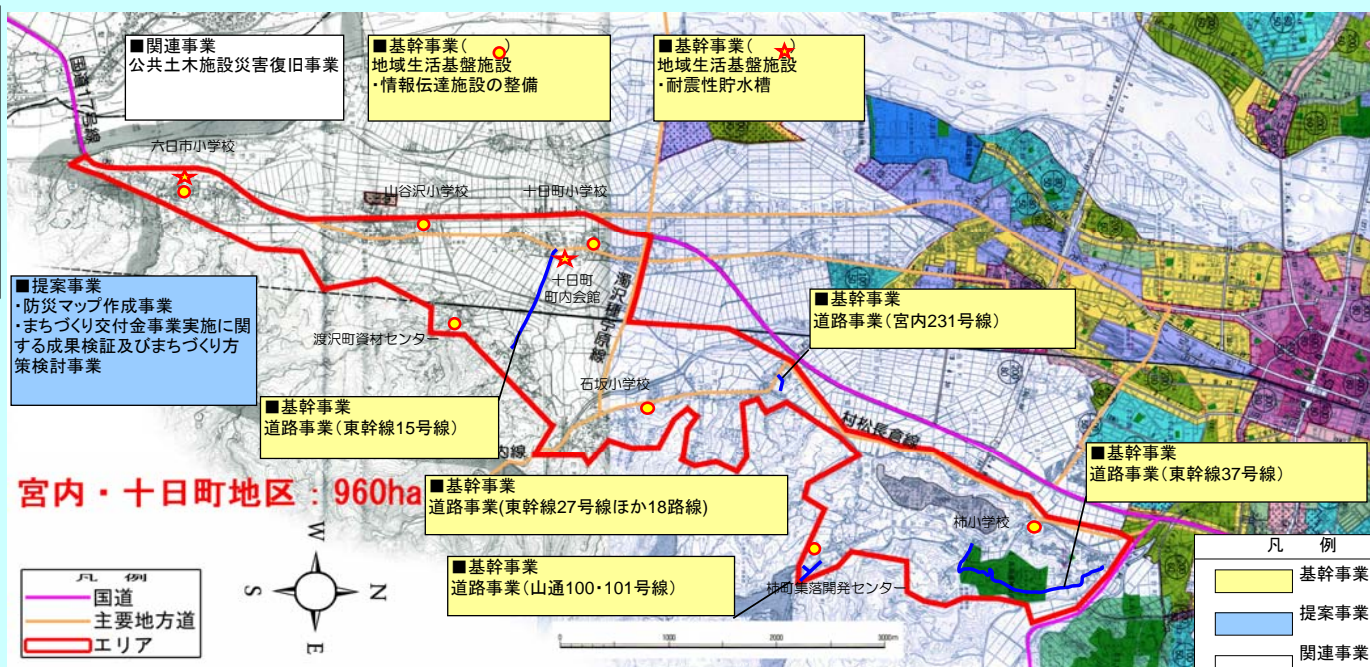 ■関連事業
公共土木施設災害復旧事業
■基幹事業( )
地域生活基盤施設
・情報伝達施設の整備
■基幹事業( )
地域生活基盤施設
・耐震性貯水槽
国道17号線
六日市小学校
山谷沢小学校
十日町小学校
十日町
町内会館
■提案事業
・防災マップ作成事業
・まちづくり交付金事業実施に関
する成果検証及びまちづくり方
策検討事業
渡沢町資材センター
■基幹事業
道路事業(宮内231号線)
石坂小学校
■基幹事業
道路事業(東幹線15号線)
内線
村松長倉線
■基幹事業
道路事業(東幹線37号線)
宮内・十日町地区:960ha
■基幹事業
道路事業(東幹線27号線ほか18路線)
柿小学校
■基幹事業
道路事業(山通100・101号線)
柿町集落開発センター
凡 例
国道
主要地方道
エリア
W
S
N
E
0 1000 2000 3000m
凡 例
基幹事業
提案事業
関連事業